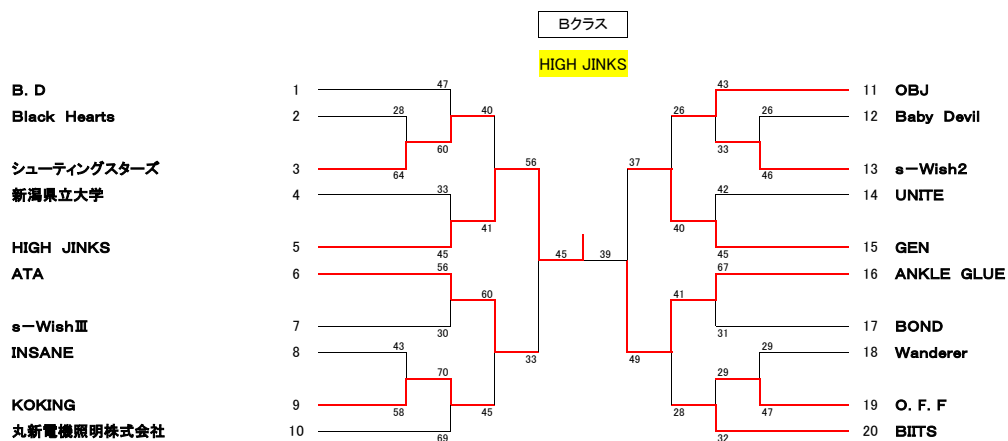 Bクラス
HIGH JINKS
B. D 1 47 43 11 OBJ
Black Hearts 2 28 40 26 26 12 Baby Devil
60 33
シューティングスターズ 3 64 56 37 46 13 s-Wish2
新潟県立大学 4 33 42 14 UNITE
41 40
HIGH JINKS 5 45 45 39 45 15 GEN
ATA 6 56 67 16 ANKLE GLUE
60 41
s-WishⅢ 7 30 31 17 BOND
INSANE 8 43 33 49 29 18 Wanderer
70 29
KOKING 9 58 45 28 47 19 O. F. F
丸新電機照明株式会社 10 69 32 20 BIITS